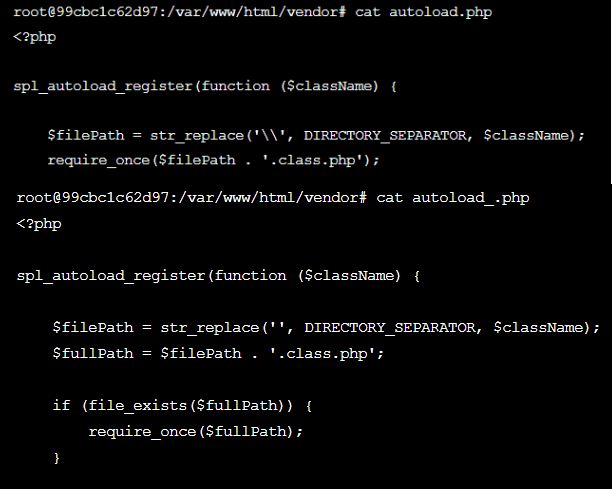 root@99cbc1c62d97:/var/www/html/vendor# cat autoload.php
<?php
spl_autoload_register(function ($className) {
$filePath = str_replace('\\', DIRECTORY_SEPARATOR, $className);
require_once($filePath . '.class.php');
root@99cbc1c62d97:/var/www/html/vendor# cat autoload_.php
<?php
spl_autoload_register(function ($className) {
$filePath = str_replace('', DIRECTORY_SEPARATOR, $className);
$fullPath = $filePath . '.class.php';
if (file_exists($fullPath)) {
require_once($fullPath);
}